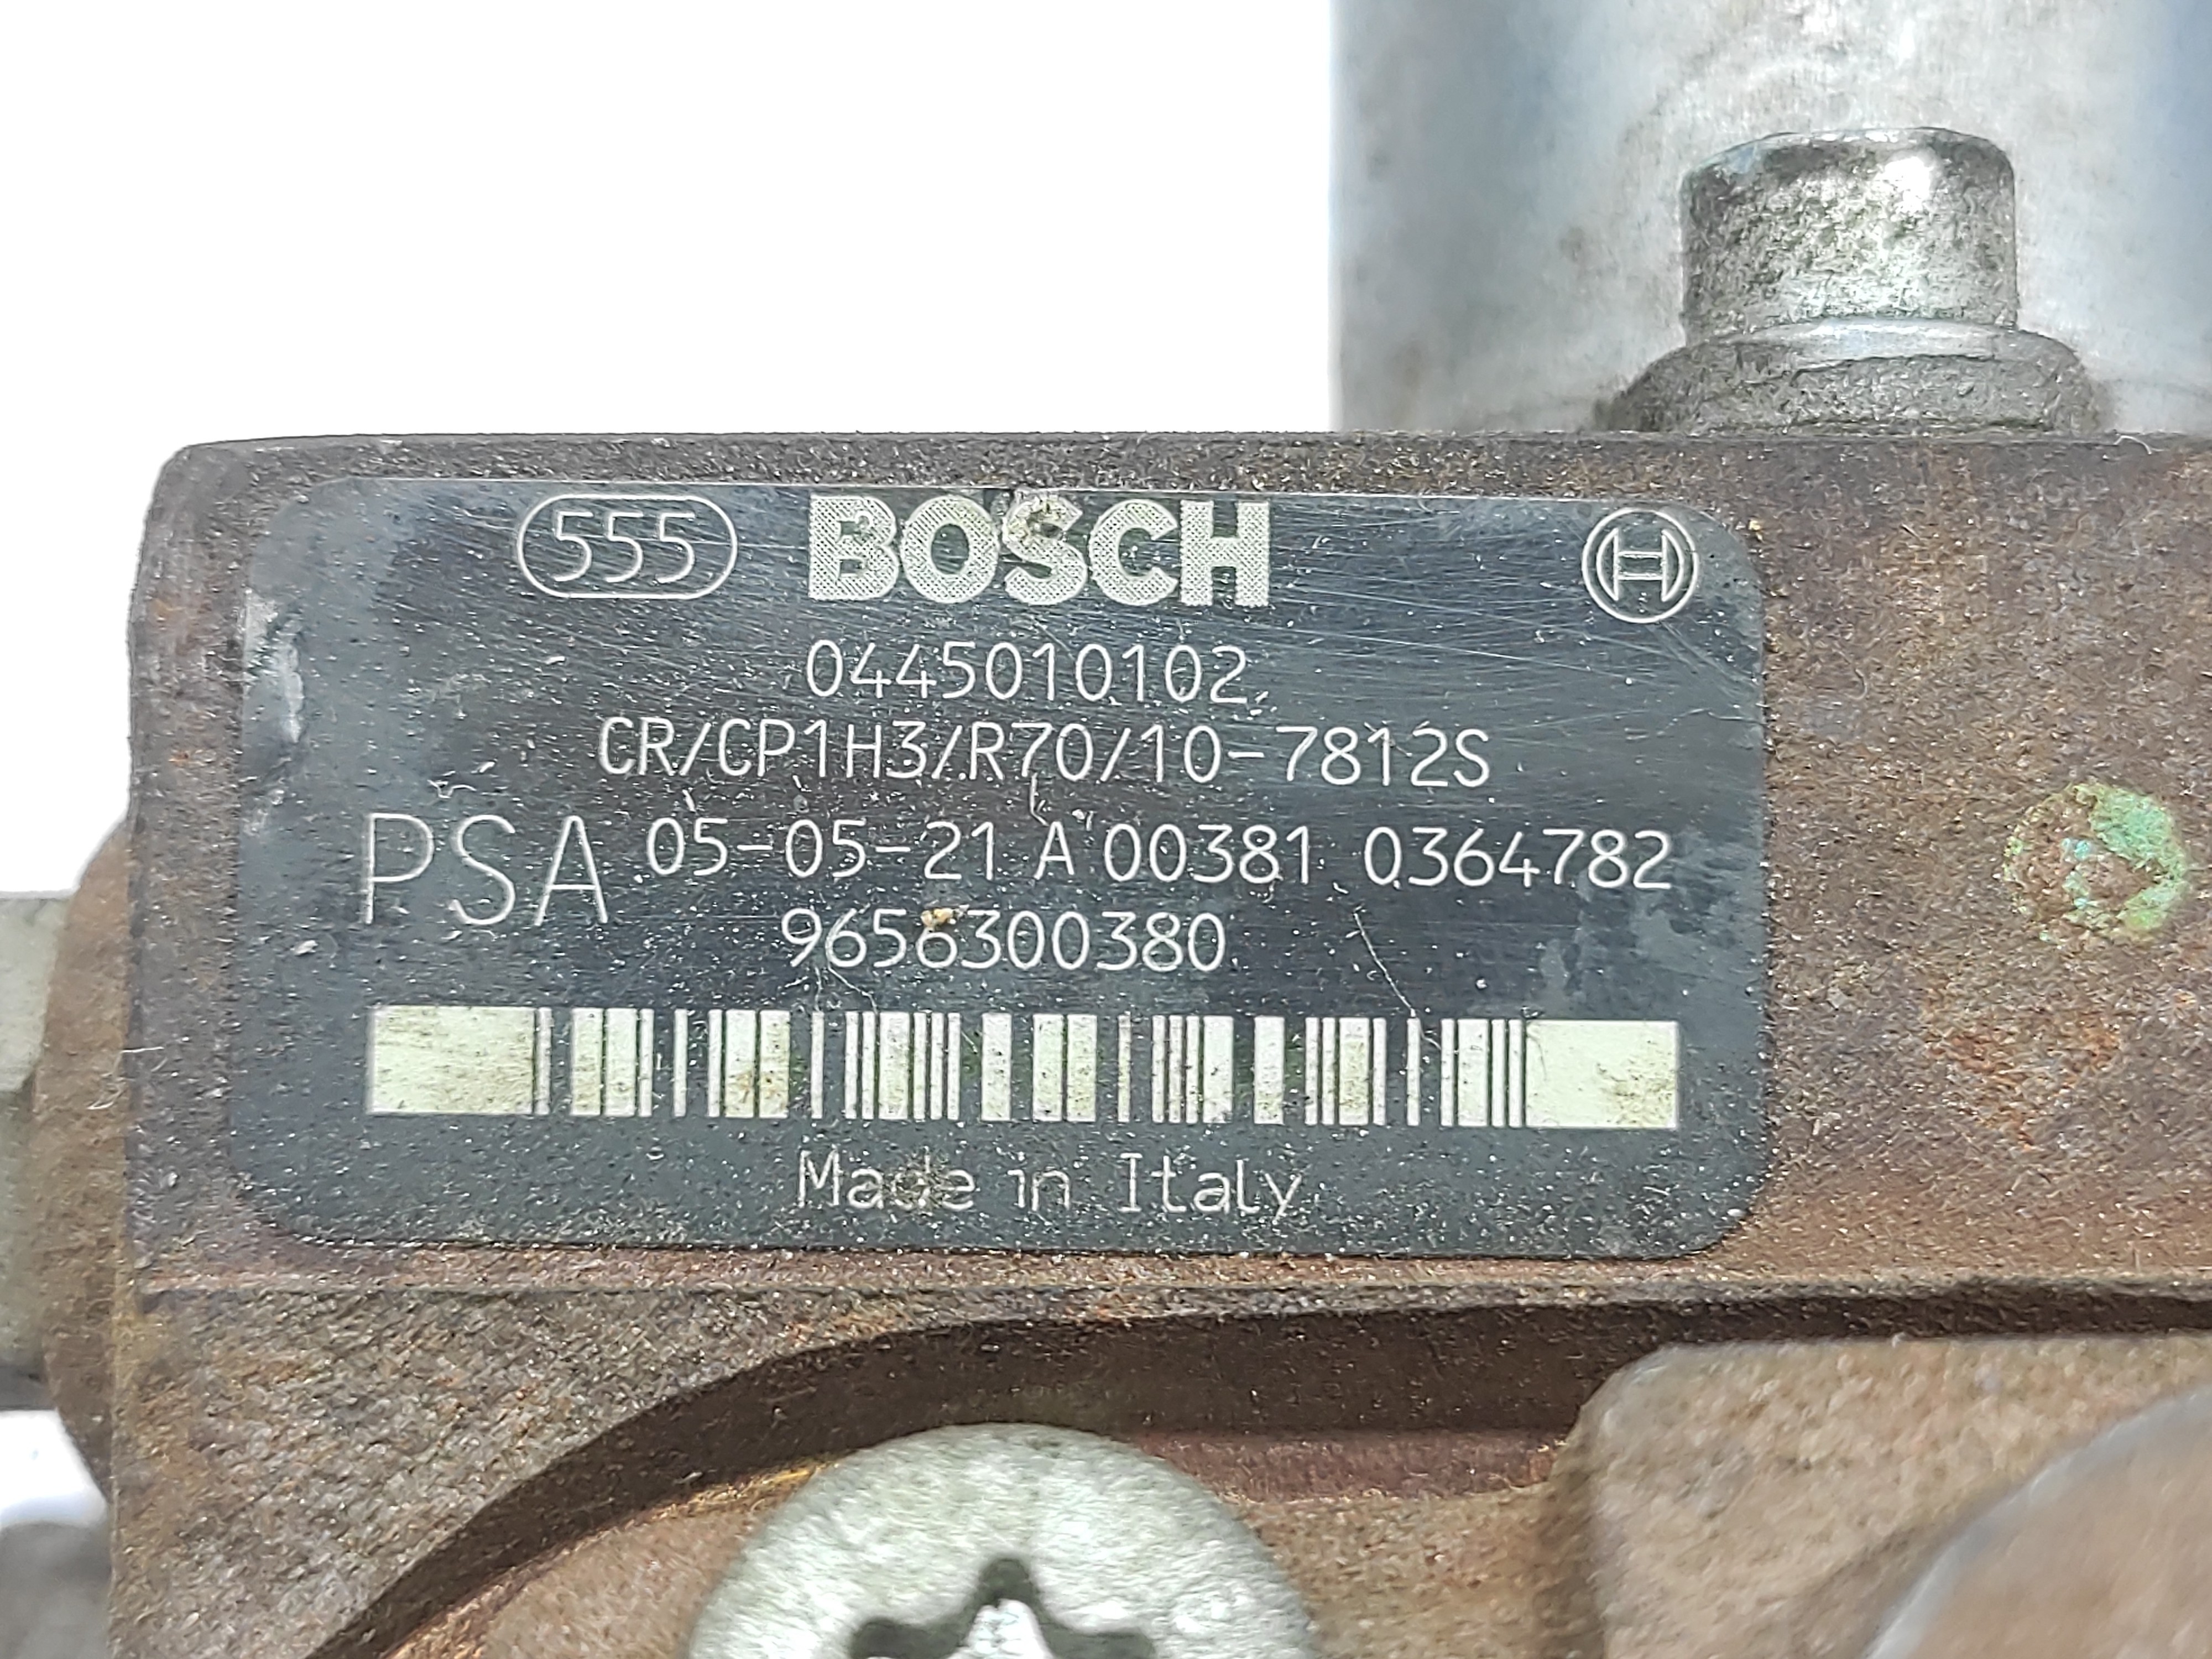 555 BOSCH
0445010102
CR/CP1H3/R70/10-7812S
PSA 05-05-21 A 00381 0364782
9656300380
Made in Italy